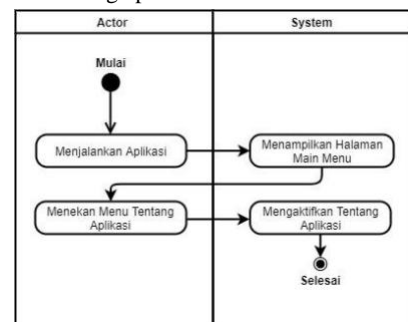 Actor
System
Mulai
Menjalankan Aplikasi
Menampilkan Halaman
Main Menu
Menekan Menu Tentang
Aplikasi
Mengaktifkan Tentang
Aplikasi
Selesai